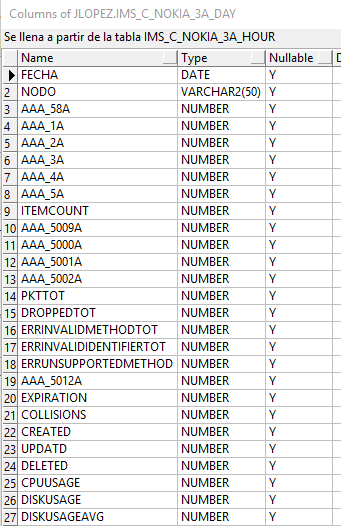 Columns of JLOPEZ.IMS_C_NOKIA_3A_DAY
Se llena a partir de la tabla IMS_C_NOKIA_3A_HOUR
Name Type Nullable D
FECHA DATE Y
2 NODO VARCHAR2(50) Y
3 AAA_58A NUMBER Y
4 AAA_1A NUMBER Y
5 AAA_2A NUMBER Y
6 AAA_3A NUMBER Y
7 AAA_4A NUMBER Y
8 AAA_5A NUMBER Y
9 ITEMCOUNT NUMBER Y
10 AAA_5009A NUMBER Y
11 AAA_5000A NUMBER Y
12 AAA_5001A NUMBER Y
13 AAA_5002A NUMBER Y
14 PKTTOT NUMBER Y
15 DROPPEDTOT NUMBER Y
16 ERRINVALIDMETHODTOT NUMBER Y
17 ERRINVALIDIDENTIFIERTOT NUMBER Y
18 ERRUNSUPPORTEDMETHOD NUMBER Y
19 AAA_5012A NUMBER Y
20 EXPIRATION NUMBER Y
21 COLLISIONS NUMBER Y
22 CREATED NUMBER Y
23 UPDATD NUMBER Y
24 DELETED NUMBER Y
25 CPUUSAGE NUMBER Y
26 DISKUSAGE NUMBER Y
27 DISKUSAGEAVG NUMBER Y